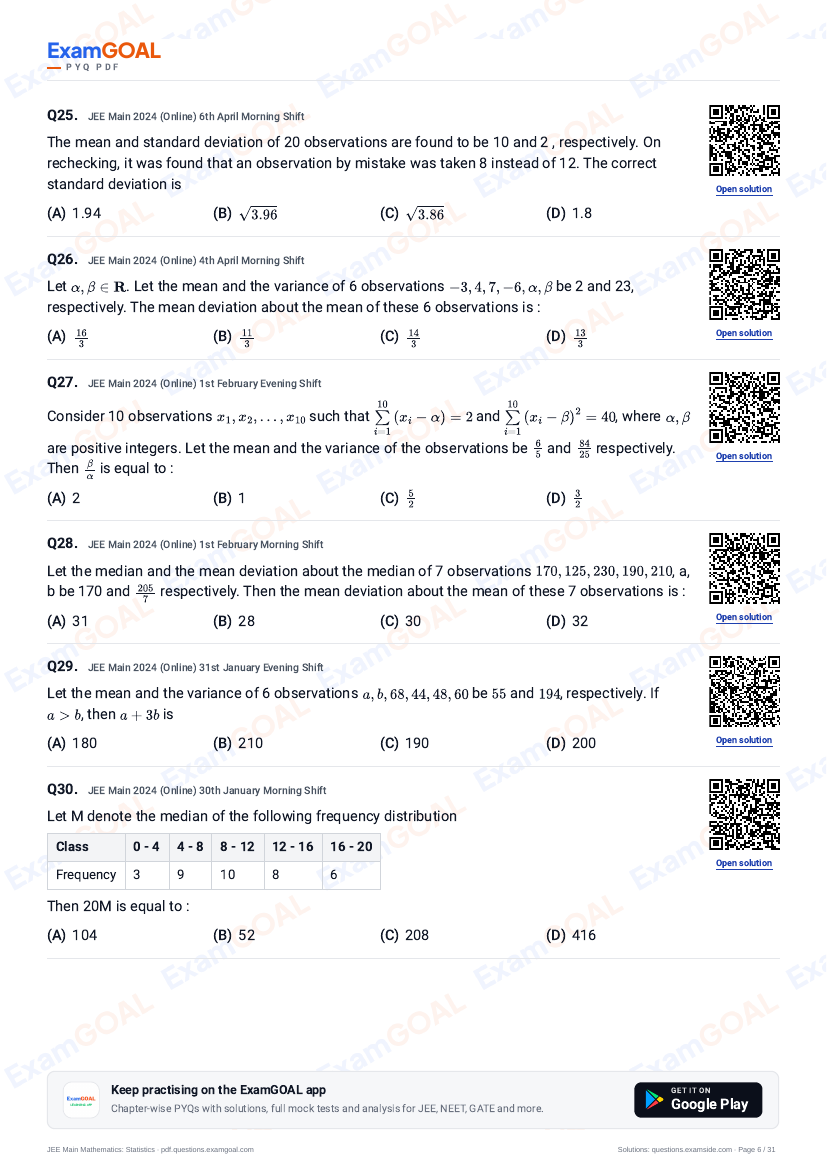 ExamGOAL
PYQ PDF
Q25. JEE Main 2024 (Online) 6th April Morning Shift
The mean and standard deviation of 20 observations are found to be 10 and 2 , respectively. On
rechecking, it was found that an observation by mistake was taken 8 instead of 12. The correct
standard deviation is
(A) 1.94 (B) √3.96 (C) √3.86 (D) 1.8
Open solution
Q26. JEE Main 2024 (Online) 4th April Morning Shift
Let α, β ∈ R. Let the mean and the variance of 6 observations −3, 4, 7, −6, α, β be 2 and 23,
respectively. The mean deviation about the mean of these 6 observations is :
(A) 16/3 (B) 11/3 (C) 14/3 (D) 13/3
Open solution
Q27. JEE Main 2024 (Online) 1st February Evening Shift
Consider 10 observations x₁, x₂, . . . , x₁₀ such that ∑_{i=1}^{10} (xᵢ − α) = 2 and ∑_{i=1}^{10} (xᵢ − β)² = 40, where α, β
are positive integers. Let the mean and the variance of the observations be 6/5 and 84/25 respectively.
Then β/α is equal to :
(A) 2 (B) 1 (C) 5/2 (D) 3/2
Open solution
Q28. JEE Main 2024 (Online) 1st February Morning Shift
Let the median and the mean deviation about the median of 7 observations 170, 125, 230, 190, 210, a,
b be 170 and 205/7 respectively. Then the mean deviation about the mean of these 7 observations is :
(A) 31 (B) 28 (C) 30 (D) 32
Open solution
Q29. JEE Main 2024 (Online) 31st January Evening Shift
Let the mean and the variance of 6 observations a, b, 68, 44, 48, 60 be 55 and 194, respectively. If
a > b, then a + 3b is
(A) 180 (B) 210 (C) 190 (D) 200
Open solution
Q30. JEE Main 2024 (Online) 30th January Morning Shift
Let M denote the median of the following frequency distribution
Class 0 - 4 4 - 8 8 - 12 12 - 16 16 - 20
Frequency 3 9 10 8 6
Then 20M is equal to :
(A) 104 (B) 52 (C) 208 (D) 416
Open solution
ExamGOAL
Keep practising on the ExamGOAL app
Chapter-wise PYQs with solutions, full mock tests and analysis for JEE, NEET, GATE and more.
GET IT ON
Google Play
JEE Main Mathematics: Statistics · pdf.questions.examgoal.com Solutions: questions.examside.com · Page 6 / 31